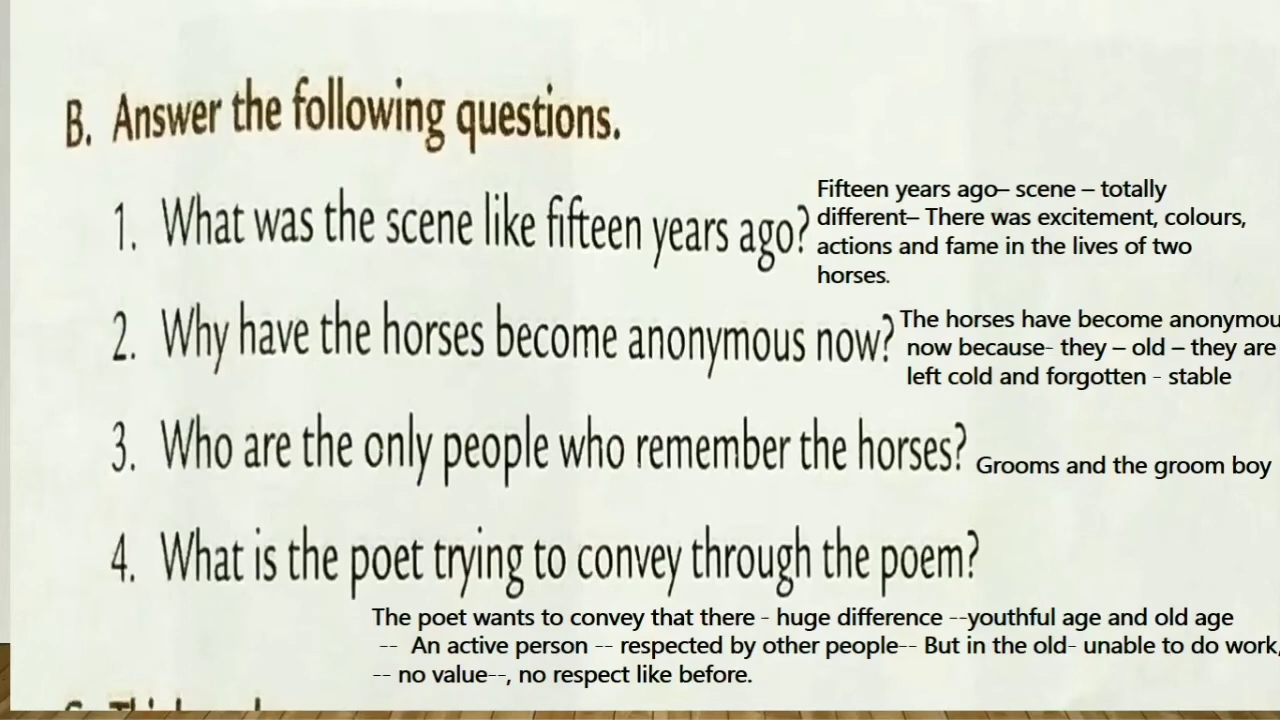 B. Answer the following questions.
1. What was the scene like fifteen years ago?
Fifteen years ago– scene – totally
different– There was excitement, colours,
actions and fame in the lives of two
horses.
2. Why have the horses become anonymous now?
The horses have become anonymou
now because- they – old – they are
left cold and forgotten - stable
3. Who are the only people who remember the horses?
Grooms and the groom boy
4. What is the poet trying to convey through the poem?
The poet wants to convey that there - huge difference --youthful age and old age
-- An active person -- respected by other people-- But in the old- unable to do work,
-- no value--, no respect like before.